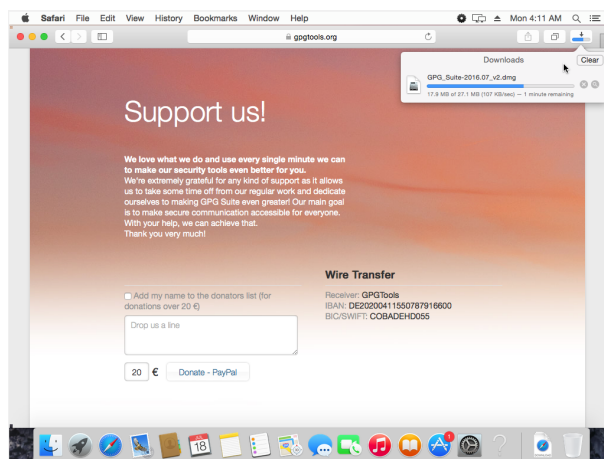 Safari File Edit View History Bookmarks Window Help Mon 4:11 AM
gpgtools.org
Downloads Clear
GPG_Suite-2016.07_v2.dmg
17.9 MB of 27.1 MB (107 KB/sec) — 1 minute remaining
Support us!
We love what we do and use every single minute we can
to make our security tools even better for you.
We're extremely grateful for any kind of support as it allows
us to take some time off from our regular work and dedicate
ourselves to making GPG Suite even greater! Our main goal
is to make secure communication accessible for everyone.
With your help, we can achieve that.
Thank you very much!
Add my name to the donators list (for
donations over 20 €)
Drop us a line
20 € Donate - PayPal
Wire Transfer
Receiver: GPGTools
IBAN: DE20200411550787916600
BIC/SWIFT: COBADEHD055
18
1